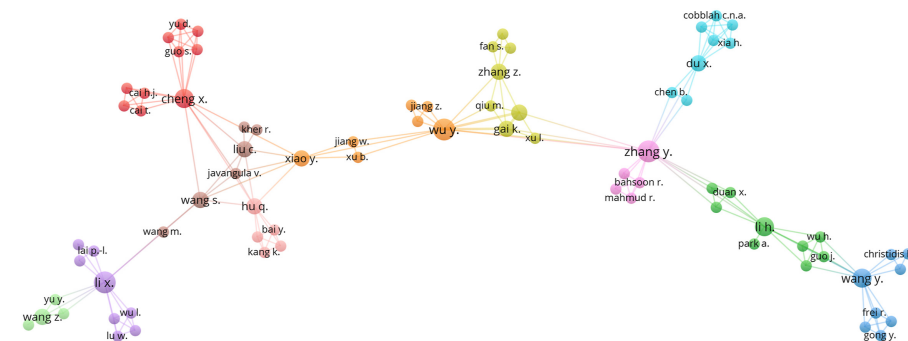 yu d.
guo s.
cai h.j.
cai t.
cheng x.
kher r.
liu c.
javangula v.
wang s.
hu q.
bai y.
kang k.
wang m.
lai p.-l.
li x.
yu y.
wang z.
wu l.
lu w.
xiao y.
jiang w.
xu b.
jiang z.
wu y.
fan s.
zhang z.
qiu m.
gai k.
xu l.
cobblah c.n.a.
xia h.
du x.
chen b.
zhang y.
bahsoon r.
mahmud r.
duan x.
li h.
park a.
wu h.
guo j.
christidis
wang y.
frei r.
gong y.